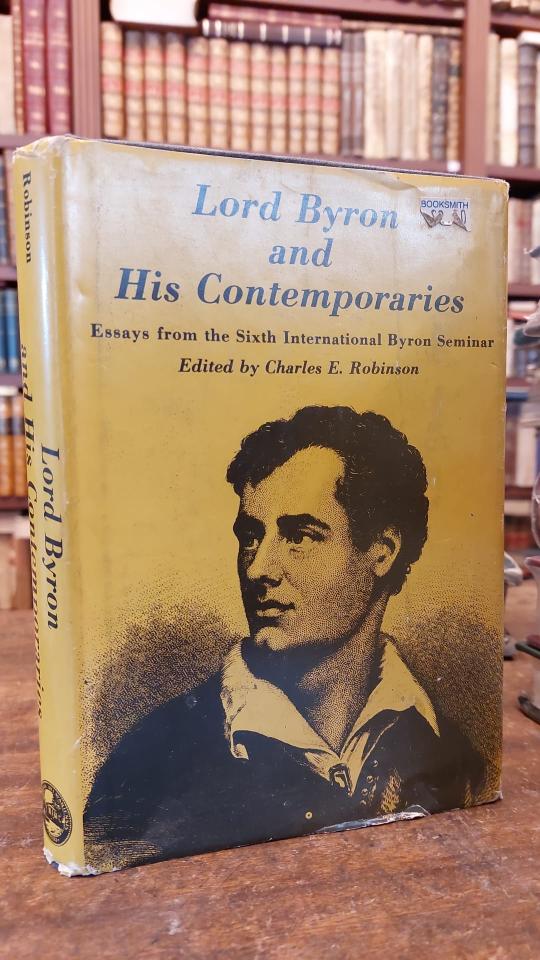 Lord Byron
and
His Contemporaries
Essays from the Sixth International Byron Seminar
Edited by Charles E. Robinson
BOOKSMITH
Robinson
Lord Byron
and His Contemporaries